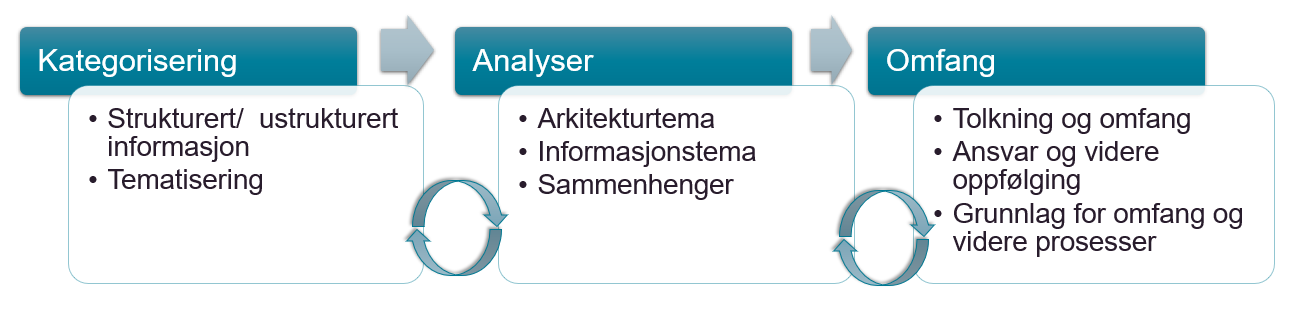 Kategorisering
• Strukturert/ ustrukturert
informasjon
• Tematisering
Analyser
• Arkitekturtema
• Informasjonstema
• Sammenhenger
Omfang
• Tolkning og omfang
• Ansvar og videre
oppfølging
• Grunnlag for omfang og
videre prosesser